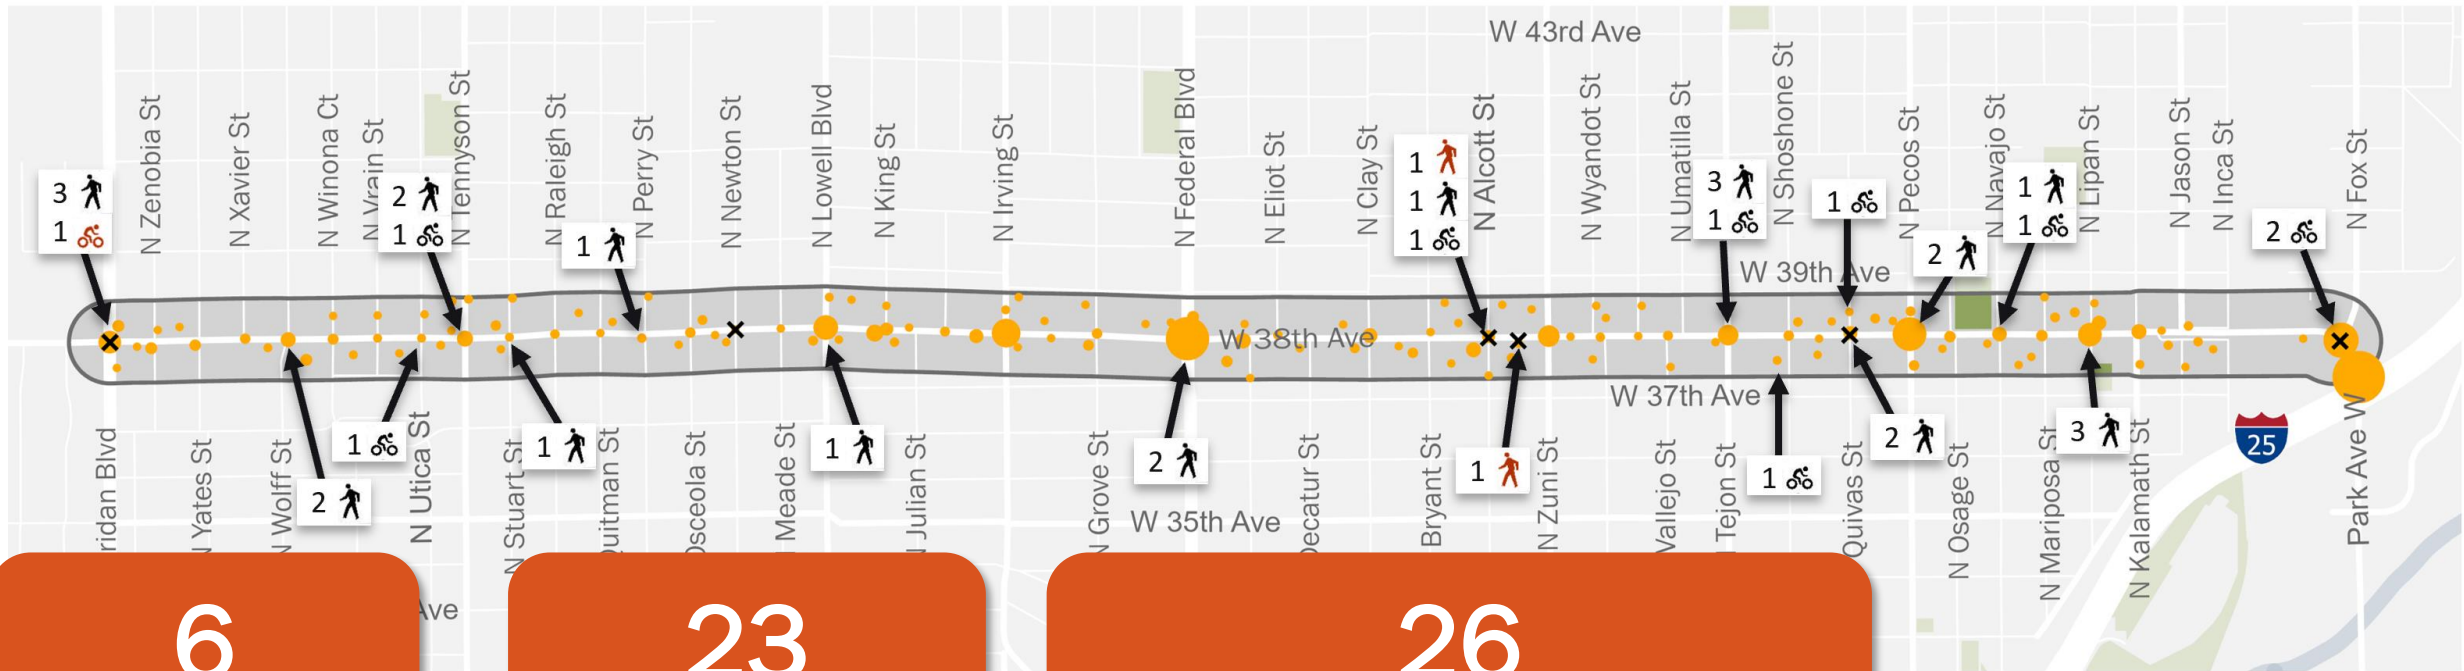 W 43rd Ave
N Zenobia St
N Xavier St
N Winona Ct
N Vrain St
N Tennyson St
N Raleigh St
N Perry St
N Newton St
N Lowell Blvd
N King St
N Irving St
N Federal Blvd
N Eliot St
N Clay St
N Alcott St
N Wyandot St
N Umatilla St
N Shoshone St
N Pecos St
N Navajo St
N Lipan St
N Jason St
N Inca St
N Fox St
3
1
2
1
1
1
1
1
3
1
1
2
1
1
2
W 39th Ave
W 38th Ave
W 37th Ave
2
1
1
1
2
1
1
2
3
25
ridan Blvd
N Yates St
N Wolff St
N Utica St
N Stuart St
Quitman St
Osceola St
Meade St
Julian St
N Grove St
W 35th Ave
Decatur St
Bryant St
N Zuni St
Vallejo St
Tejon St
Quivas St
N Osage St
N Mariposa St
N Kalamath St
Park Ave W
Ave
6
23
26